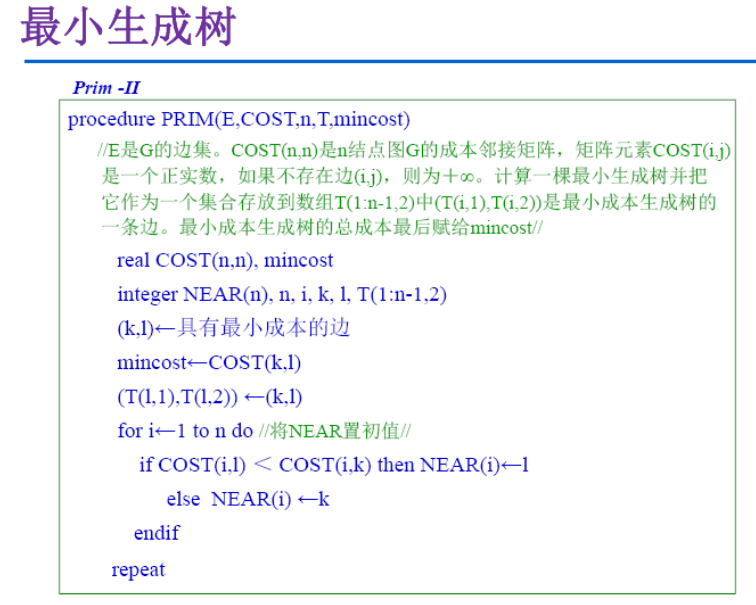 最小生成树
Prim -II
procedure PRIM(E,COST,n,T,mincost)
//E是G的边集。COST(n,n)是n结点图G的成本邻接矩阵，矩阵元素COST(i,j)
是一个正实数，如果不存在边(i,j)，则为＋∞。计算一棵最小生成树并把
它作为一个集合存放到数组T(1:n-1,2)中(T(i,1),T(i,2))是最小成本生成树的
一条边。最小成本生成树的总成本最后赋给mincost//
real COST(n,n), mincost
integer NEAR(n), n, i, k, l, T(1:n-1,2)
(k,l)←具有最小成本的边
mincost←COST(k,l)
(T(l,1),T(l,2)) ←(k,l)
for i←1 to n do //将NEAR置初值//
if COST(i,l) ＜ COST(i,k) then NEAR(i)←l
else NEAR(i) ←k
endif
repeat